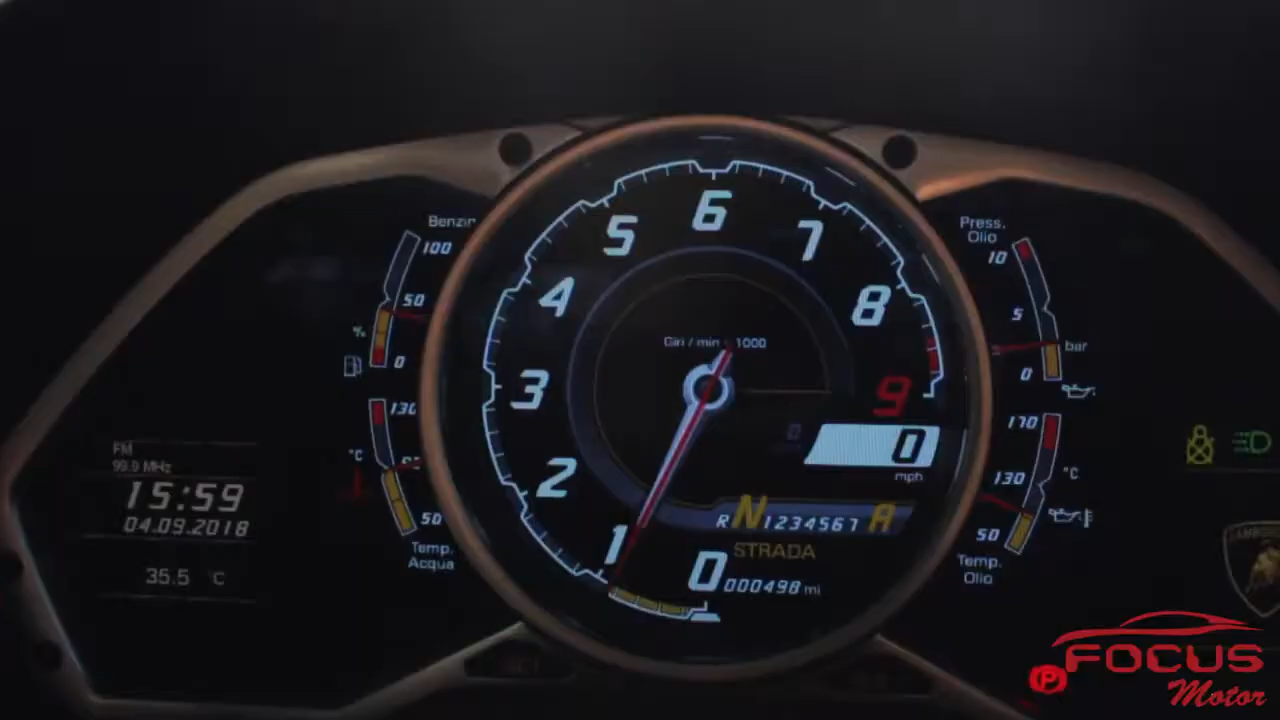 Benzin
100
50
%
0
130
°C
50
Temp.
Acqua
FM
99.9 MHz
15:59
04.09.2018
35.5 °C
6
5
7
4
8
3
9
2
1
0
Giri / min 1000
0
mph
R N 1 2 3 4 5 6 7 A
STRADA
000498 mi
Press.
Olio
10
5
bar
0
170
°C
130
50
Temp.
Olio
P
FOCUS
Motor